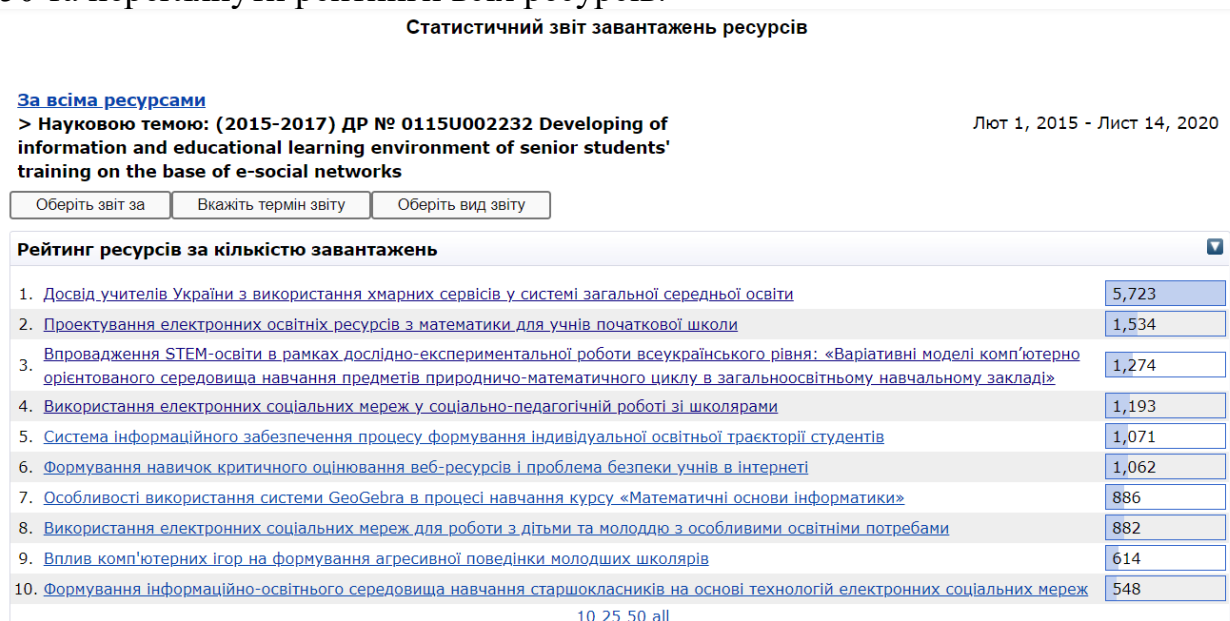 50 та переглянути рейтинги всіх ресурсів.
Статистичний звіт завантажень ресурсів
За всіма ресурсами
> Науковою темою: (2015-2017) ДР № 0115U002232 Developing of
information and educational learning environment of senior students'
training on the base of e-social networks
Лют 1, 2015 - Лист 14, 2020
Оберіть звіт за Вкажіть термін звіту Оберіть вид звіту
Рейтинг ресурсів за кількістю завантажень
1. Досвід учителів України з використання хмарних сервісів у системі загальної середньої освіти 5,723
2. Проектування електронних освітніх ресурсів з математики для учнів початкової школи 1,534
3. Впровадження STEM-освіти в рамках дослідно-експериментальної роботи всеукраїнського рівня: «Варіативні моделі комп’ютерно
орієнтованого середовища навчання предметів природничо-математичного циклу в загальноосвітньому навчальному закладі» 1,274
4. Використання електронних соціальних мереж у соціально-педагогічній роботі зі школярами 1,193
5. Система інформаційного забезпечення процесу формування індивідуальної освітньої траєкторії студентів 1,071
6. Формування навичок критичного оцінювання веб-ресурсів і проблема безпеки учнів в інтернеті 1,062
7. Особливості використання системи GeoGebra в процесі навчання курсу «Математичні основи інформатики» 886
8. Використання електронних соціальних мереж для роботи з дітьми та молоддю з особливими освітніми потребами 882
9. Вплив комп'ютерних ігор на формування агресивної поведінки молодших школярів 614
10. Формування інформаційно-освітнього середовища навчання старшокласників на основі технологій електронних соціальних мереж 548
10 25 50 all